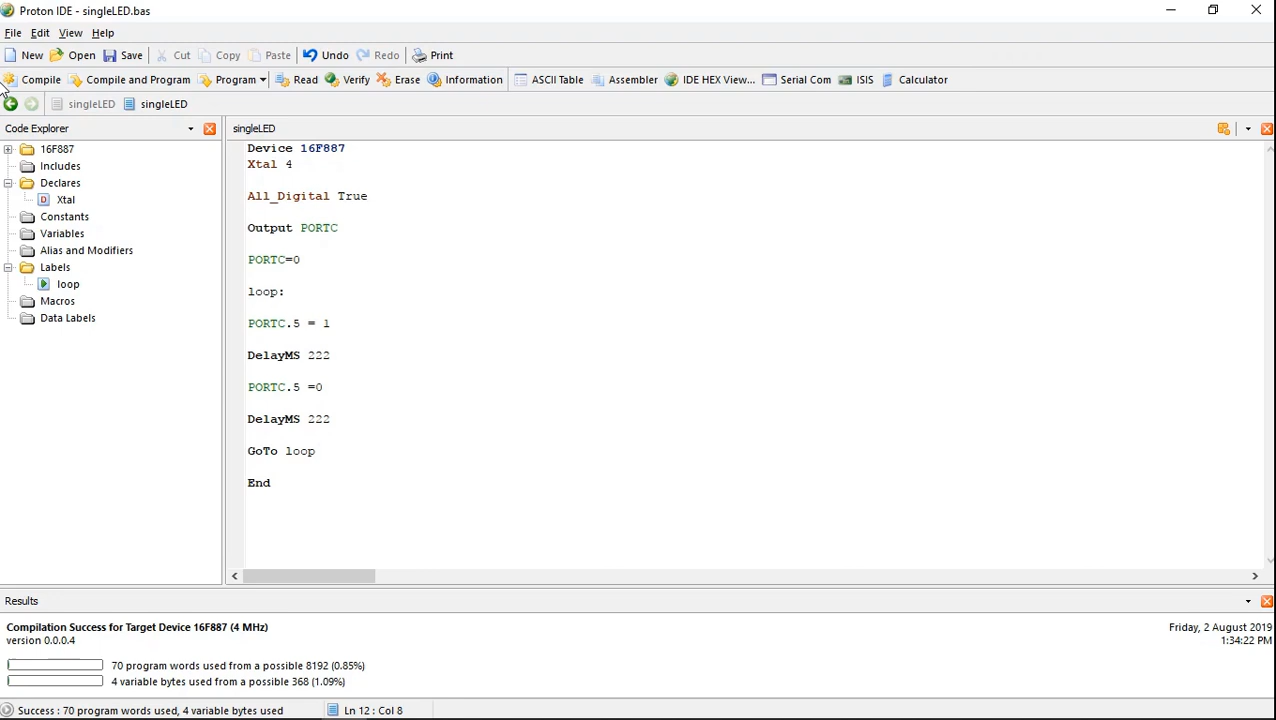 Proton IDE - singleLED.bas
File Edit View Help
New Open Save Cut Copy Paste Undo Redo Print
Compile Compile and Program Program Read Verify Erase Information ASCII Table Assembler IDE HEX View... Serial Com ISIS Calculator
singleLED singleLED
Code Explorer
16F887
Includes
Declares
Xtal
Constants
Variables
Alias and Modifiers
Labels
loop
Macros
Data Labels
singleLED
Device 16F887
Xtal 4
All_Digital True
Output PORTC
PORTC=0
loop:
PORTC.5 = 1
DelayMS 222
PORTC.5 =0
DelayMS 222
GoTo loop
End
Results
Compilation Success for Target Device 16F887 (4 MHz)
version 0.0.0.4
Friday, 2 August 2019
1:34:22 PM
70 program words used from a possible 8192 (0.85%)
4 variable bytes used from a possible 368 (1.09%)
Success : 70 program words used, 4 variable bytes used
Ln 12 : Col 8